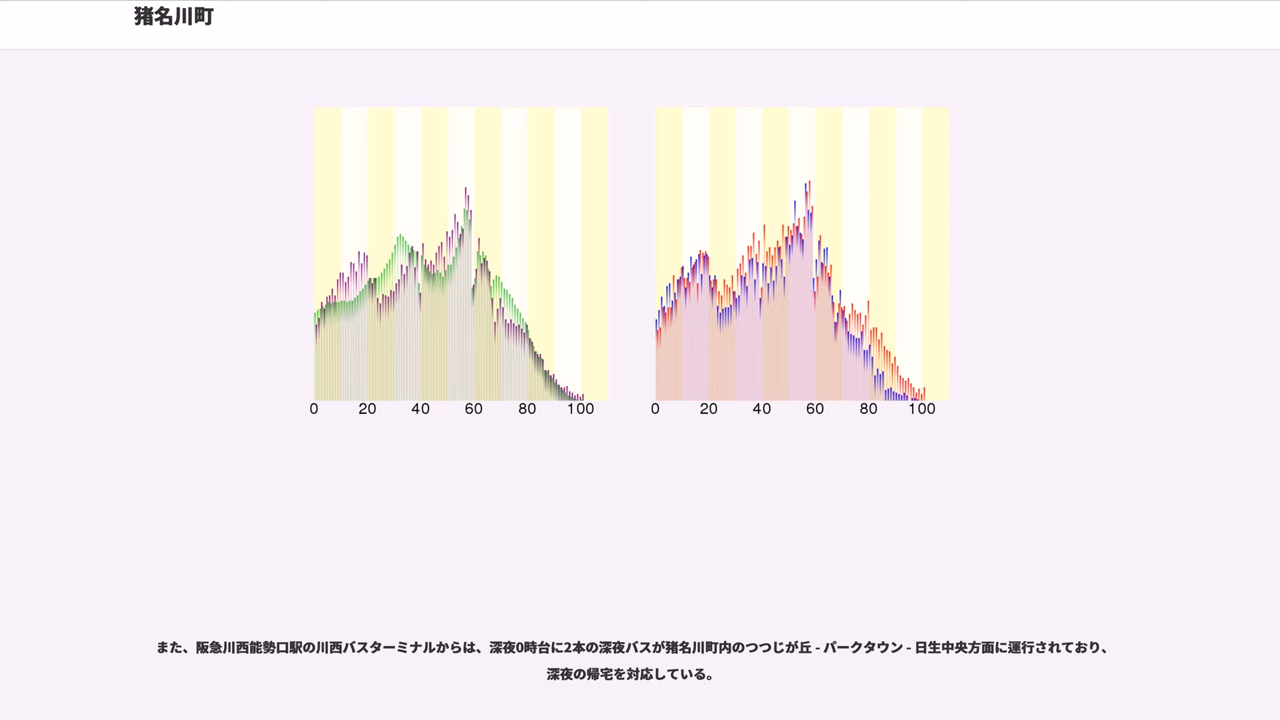 猪名川町
0 20 40 60 80 100
0 20 40 60 80 100
また、阪急川西能勢口駅の川西バスターミナルからは、深夜0時台に2本の深夜バスが猪名川町内のつつじが丘 - パークタウン - 日生中央方面に運行されており、
深夜の帰宅を対応している。